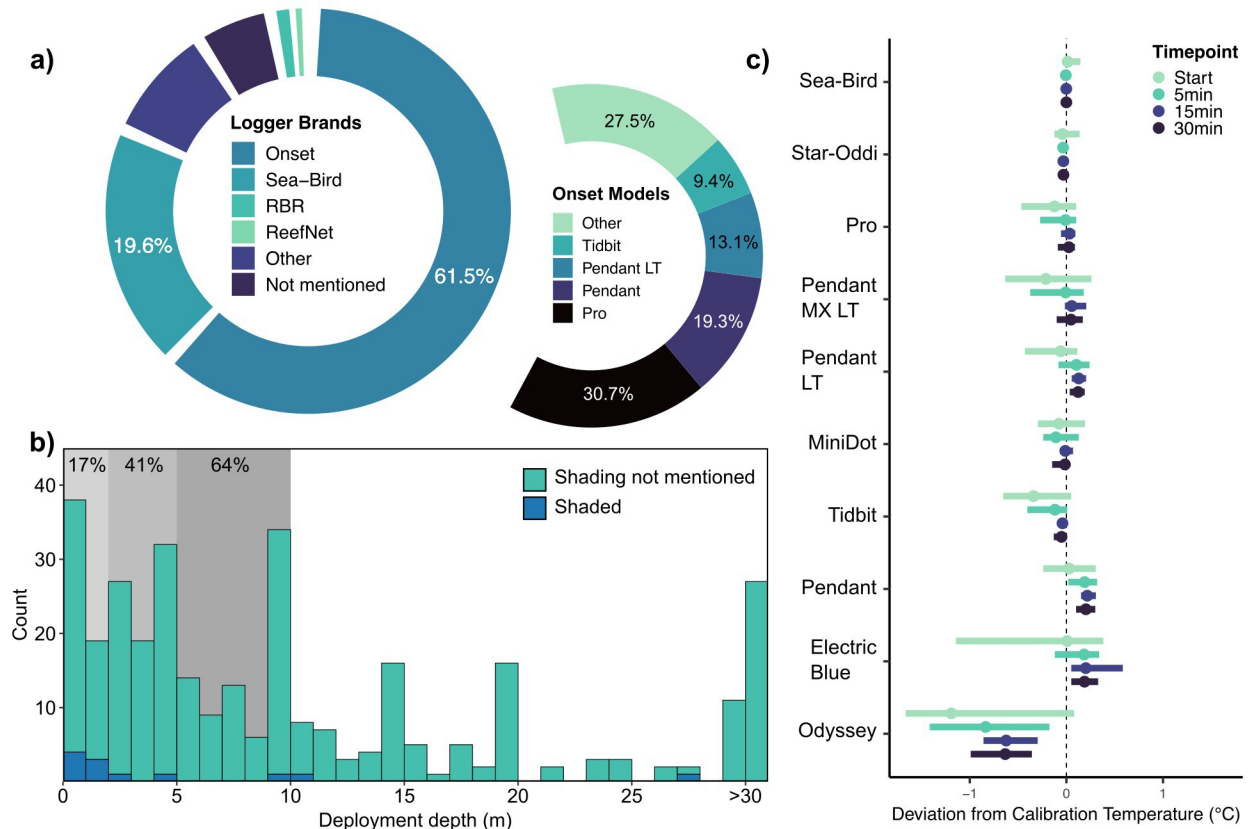 a)
Logger Brands
Onset
Sea−Bird
RBR
ReefNet
Other
Not mentioned
19.6%
61.5%
Onset Models
Other
Tidbit
Pendant LT
Pendant
Pro
27.5%
9.4%
13.1%
19.3%
30.7%
b)
17% 41% 64%
Shading not mentioned
Shaded
Count
40
30
20
10
0 5 10 15 20 25 >30
Deployment depth (m)
c)
Timepoint
Start
5min
15min
30min
Sea-Bird
Star-Oddi
Pro
Pendant
MX LT
Pendant
LT
MiniDot
Tidbit
Pendant
Electric
Blue
Odyssey
−1 0 1
Deviation from Calibration Temperature (°C)